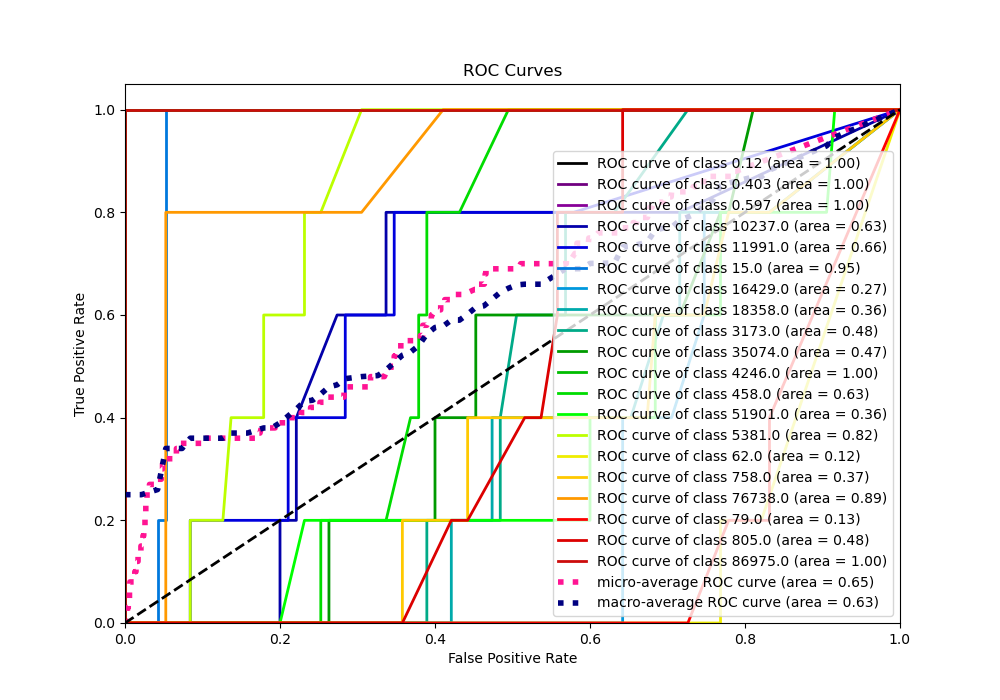 ROC Curves
True Positive Rate
1.0
0.8
0.6
0.4
0.2
0.0
ROC curve of class 0.12 (area = 1.00)
ROC curve of class 0.403 (area = 1.00)
ROC curve of class 0.597 (area = 1.00)
ROC curve of class 10237.0 (area = 0.63)
ROC curve of class 11991.0 (area = 0.66)
ROC curve of class 15.0 (area = 0.95)
ROC curve of class 16429.0 (area = 0.27)
ROC curve of class 18358.0 (area = 0.36)
ROC curve of class 3173.0 (area = 0.48)
ROC curve of class 35074.0 (area = 0.47)
ROC curve of class 4246.0 (area = 1.00)
ROC curve of class 458.0 (area = 0.63)
ROC curve of class 51901.0 (area = 0.36)
ROC curve of class 5381.0 (area = 0.82)
ROC curve of class 62.0 (area = 0.12)
ROC curve of class 758.0 (area = 0.37)
ROC curve of class 76738.0 (area = 0.89)
ROC curve of class 79.0 (area = 0.13)
ROC curve of class 805.0 (area = 0.48)
ROC curve of class 86975.0 (area = 1.00)
micro-average ROC curve (area = 0.65)
macro-average ROC curve (area = 0.63)
0.0 0.2 0.4 0.6 0.8 1.0
False Positive Rate